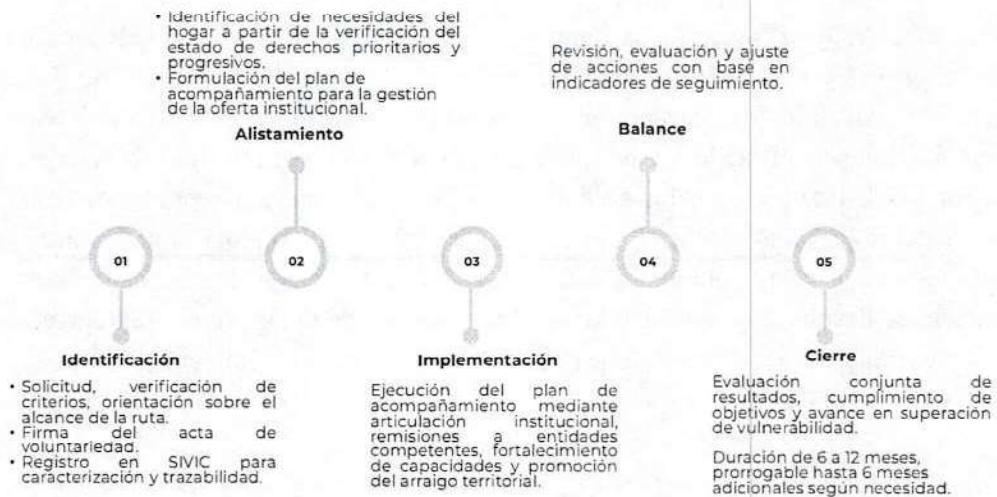 • Identificación de necesidades del
hogar a partir de la verificación del
estado de derechos prioritarios y
progresivos.
• Formulación del plan de
acompañamiento para la gestión
de la oferta institucional.
Alistamiento
Revisión, evaluación y ajuste
de acciones con base en
indicadores de seguimiento.
Balance
01
02
03
04
05
Identificación
• Solicitud, verificación de
criterios, orientación sobre el
alcance de la ruta.
• Firma del acta de
voluntariedad.
• Registro en SIVIC para
caracterización y trazabilidad.
Implementación
Ejecución del plan de
acompañamiento mediante
articulación institucional,
remisiones a entidades
competentes, fortalecimiento
de capacidades y promoción
del arraigo territorial.
Cierre
Evaluación conjunta de
resultados, cumplimiento de
objetivos y avance en superación
de vulnerabilidad.
Duración de 6 a 12 meses,
prorrogable hasta 6 meses
adicionales según necesidad.